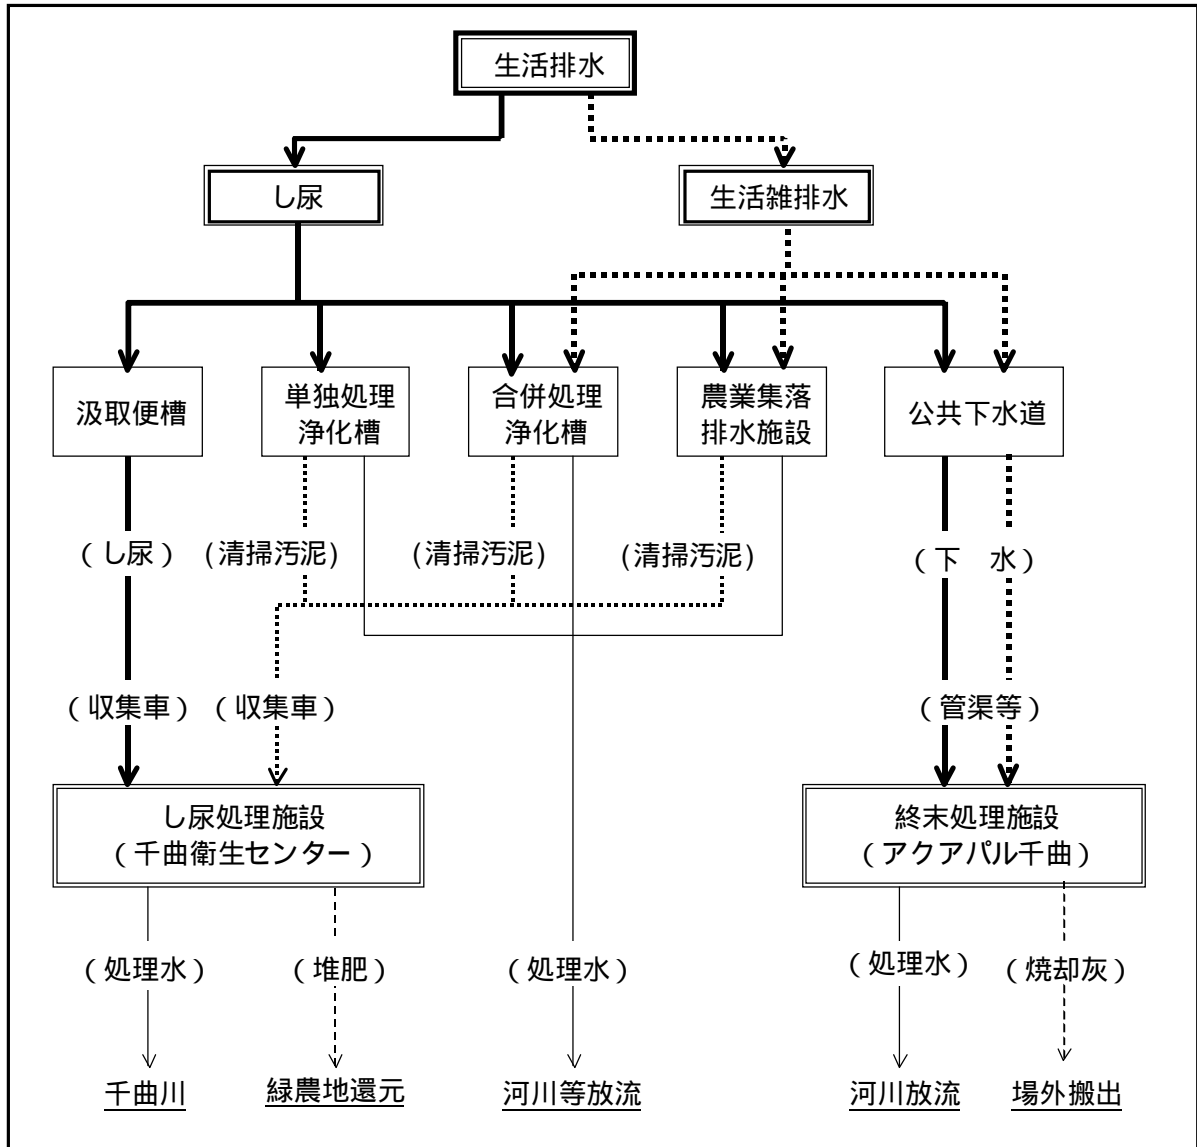 生活排水
し尿
生活雑排水
汲取便槽
単独処理
浄化槽
合併処理
浄化槽
農業集落
排水施設
公共下水道
（し尿）
(清掃汚泥)
(清掃汚泥)
(清掃汚泥)
（下　水）
（収集車）
（収集車）
（管渠等）
し尿処理施設
（千曲衛生センター）
終末処理施設
（アクアパル千曲）
（処理水）
（堆肥）
（処理水）
（処理水）
（焼却灰）
千曲川
緑農地還元
河川等放流
河川放流
場外搬出